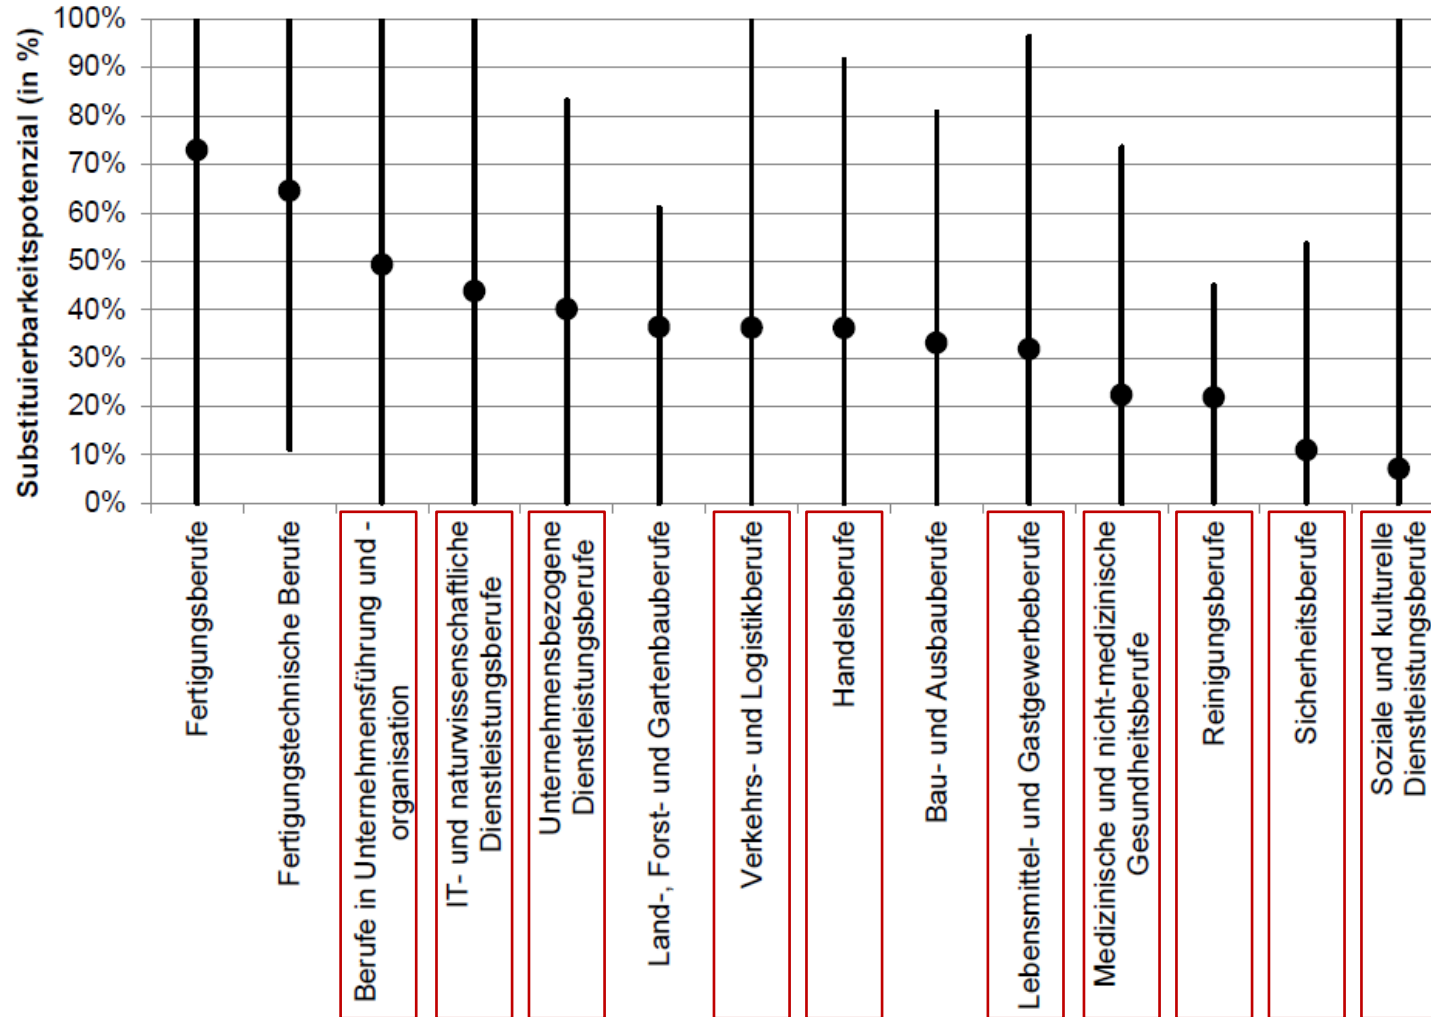 Substituierbarkeitspotenzial (in %)
100%
90%
80%
70%
60%
50%
40%
30%
20%
10%
0%
Fertigungsberufe
Fertigungstechnische Berufe
Berufe in Unternehmensführung und -
organisation
IT- und naturwissenschaftliche
Dienstleistungsberufe
Unternehmensbezogene
Dienstleistungsberufe
Land-, Forst- und Gartenbauberufe
Verkehrs- und Logistikberufe
Handelsberufe
Bau- und Ausbauberufe
Lebensmittel- und Gastgewerbeberufe
Medizinische und nicht-medizinische
Gesundheitsberufe
Reinigungsberufe
Sicherheitsberufe
Soziale und kulturelle
Dienstleistungsberufe